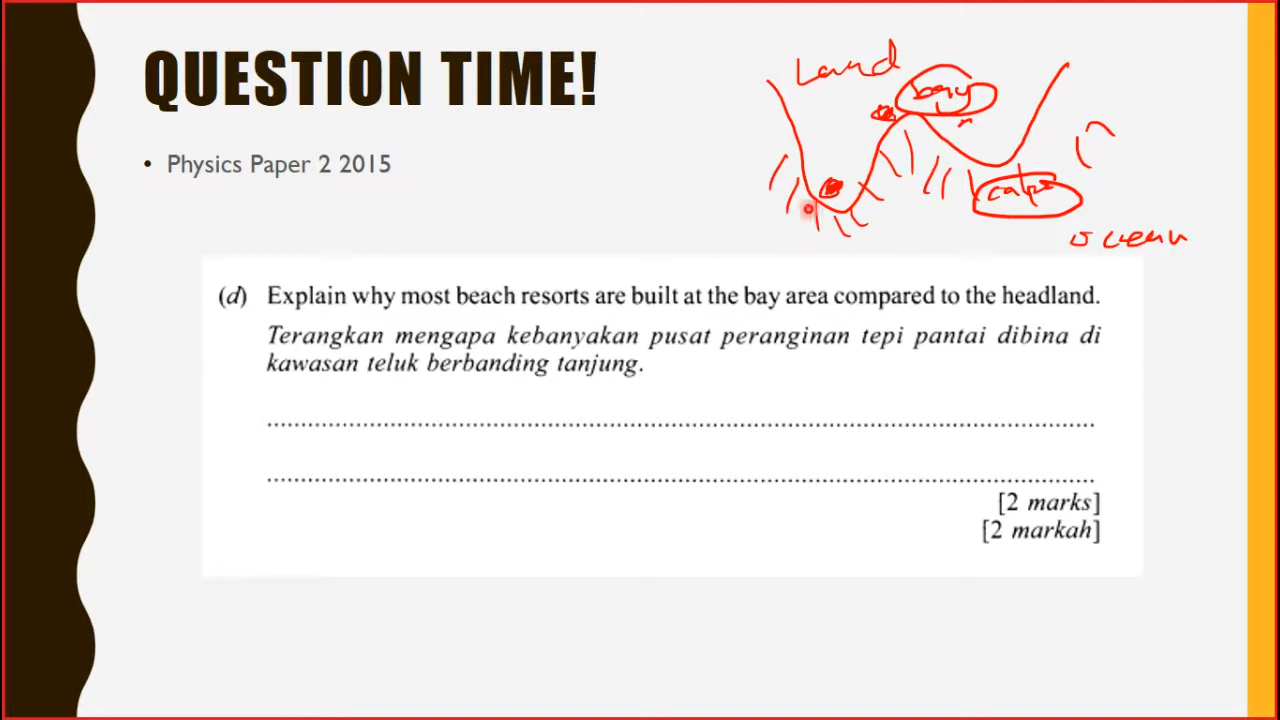 QUESTION TIME!
• Physics Paper 2 2015
Land
bay
cape
ocean
(d) Explain why most beach resorts are built at the bay area compared to the headland.
Terangkan mengapa kebanyakan pusat peranginan tepi pantai dibina di
kawasan teluk berbanding tanjung.
[2 marks]
[2 markah]